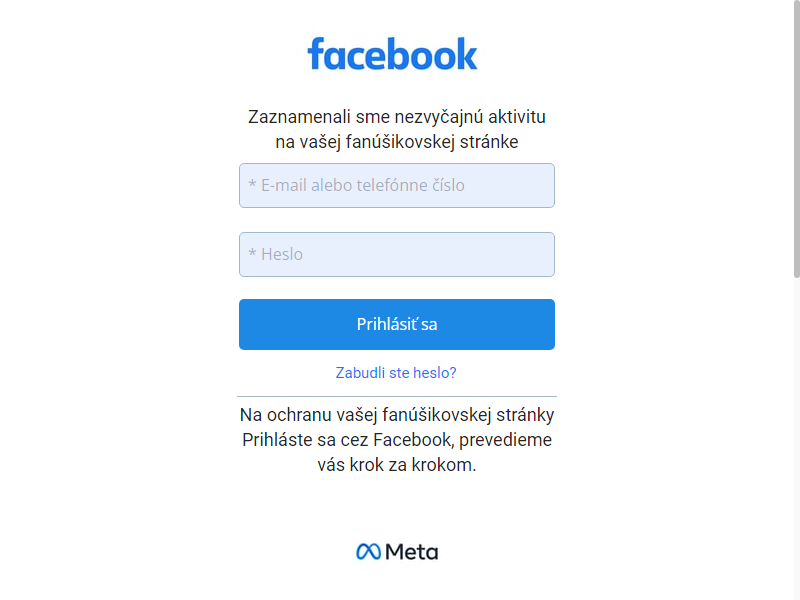 facebook
Zaznamenali sme nezvyčajnú aktivitu
na vašej fanúšikovskej stránke
* E-mail alebo telefónne číslo
* Heslo
Prihlásiť sa
Zabudli ste heslo?
Na ochranu vašej fanúšikovskej stránky
Prihláste sa cez Facebook, prevedieme
vás krok za krokom.
Meta